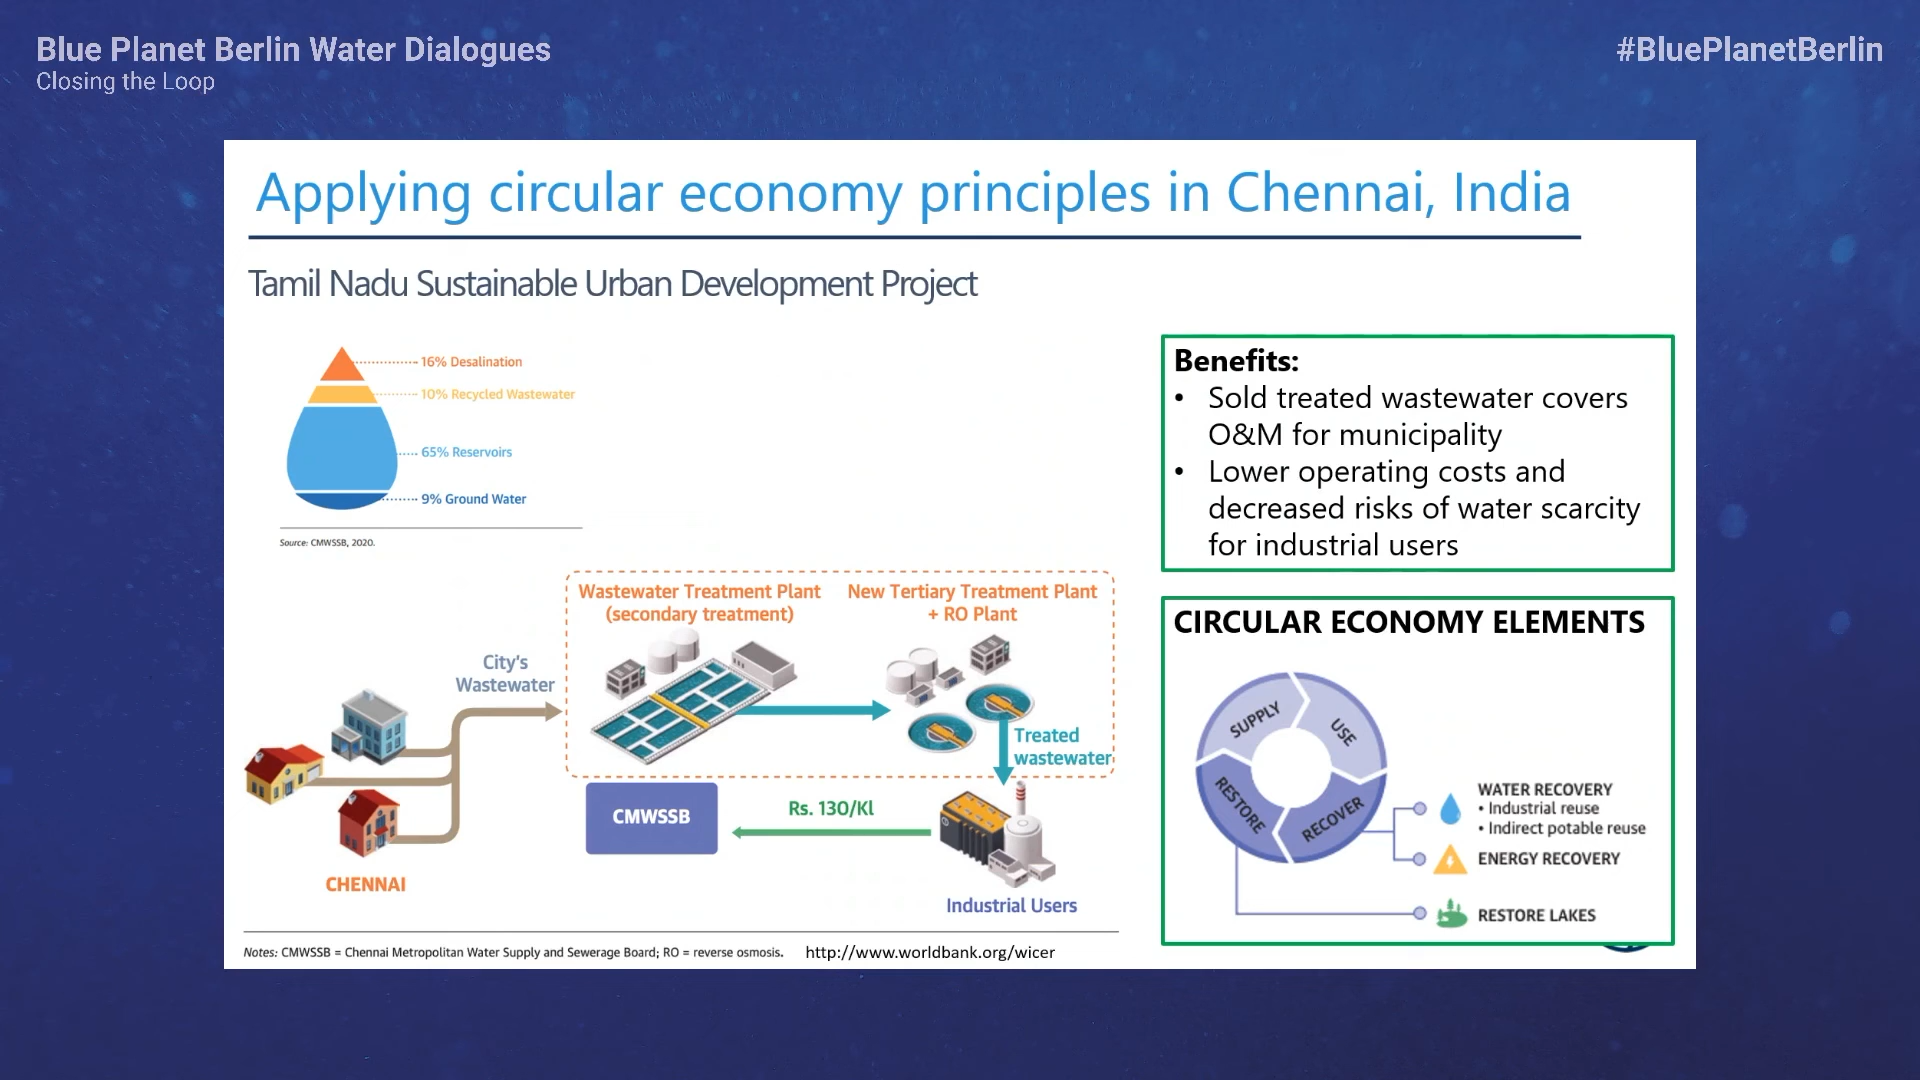 Blue Planet Berlin Water Dialogues
Closing the Loop
#BluePlanetBerlin
Applying circular economy principles in Chennai, India
Tamil Nadu Sustainable Urban Development Project
16% Desalination
10% Recycled Wastewater
65% Reservoirs
9% Ground Water
Source: CMWSSB, 2020.
Benefits:
• Sold treated wastewater covers
O&M for municipality
• Lower operating costs and
decreased risks of water scarcity
for industrial users
Wastewater Treatment Plant
(secondary treatment)
New Tertiary Treatment Plant
+ RO Plant
City's
Wastewater
Treated
wastewater
CMWSSB
Rs. 130/Kl
CHENNAI
Industrial Users
CIRCULAR ECONOMY ELEMENTS
SUPPLY
USE
RESTORE
RECOVER
WATER RECOVERY
• Industrial reuse
• Indirect potable reuse
ENERGY RECOVERY
RESTORE LAKES
Notes: CMWSSB = Chennai Metropolitan Water Supply and Sewerage Board; RO = reverse osmosis.
http://www.worldbank.org/wicer